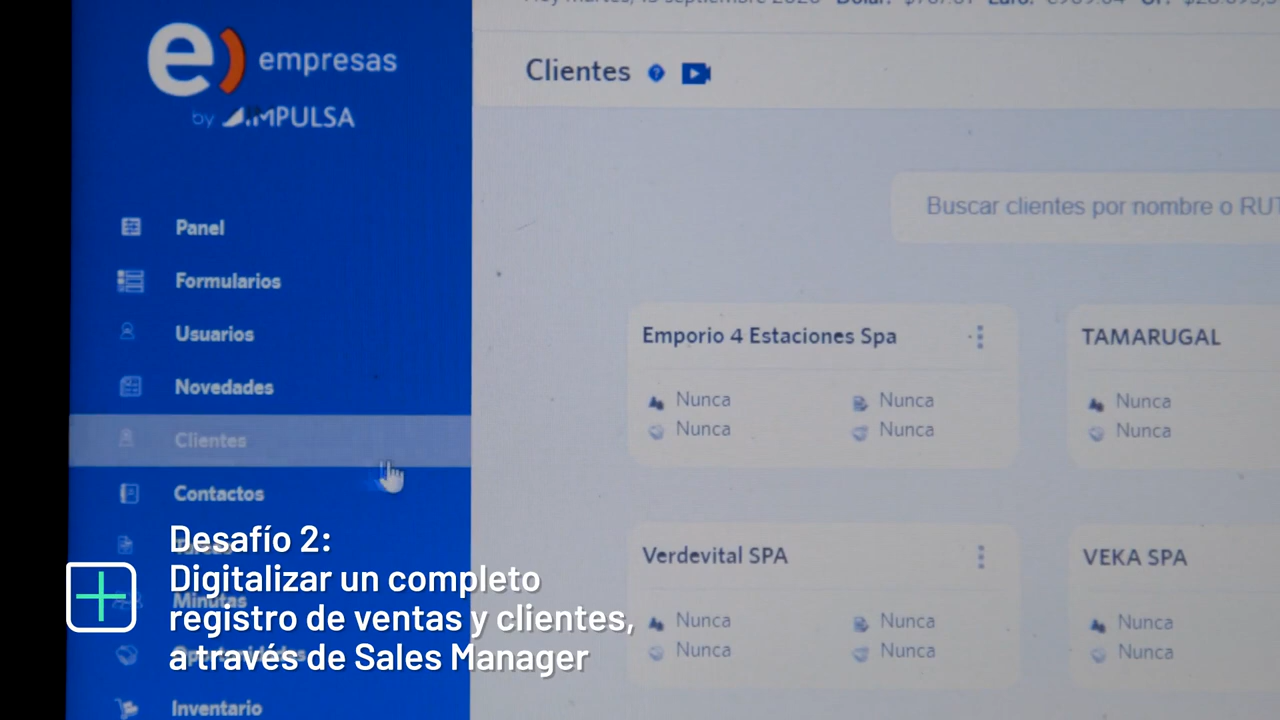 e) empresas
by IMPULSA
Panel
Formularios
Usuarios
Novedades
Clientes
Contactos
Minutas
Inventario
Clientes
Buscar clientes por nombre o RUT
Emporio 4 Estaciones Spa
Nunca Nunca
Nunca Nunca
TAMARUGAL
Nunca
Nunca
Verdevital SPA
Nunca Nunca
Nunca Nunca
VEKA SPA
Nunca
Nunca
Desafío 2:
Digitalizar un completo
registro de ventas y clientes,
a través de Sales Manager